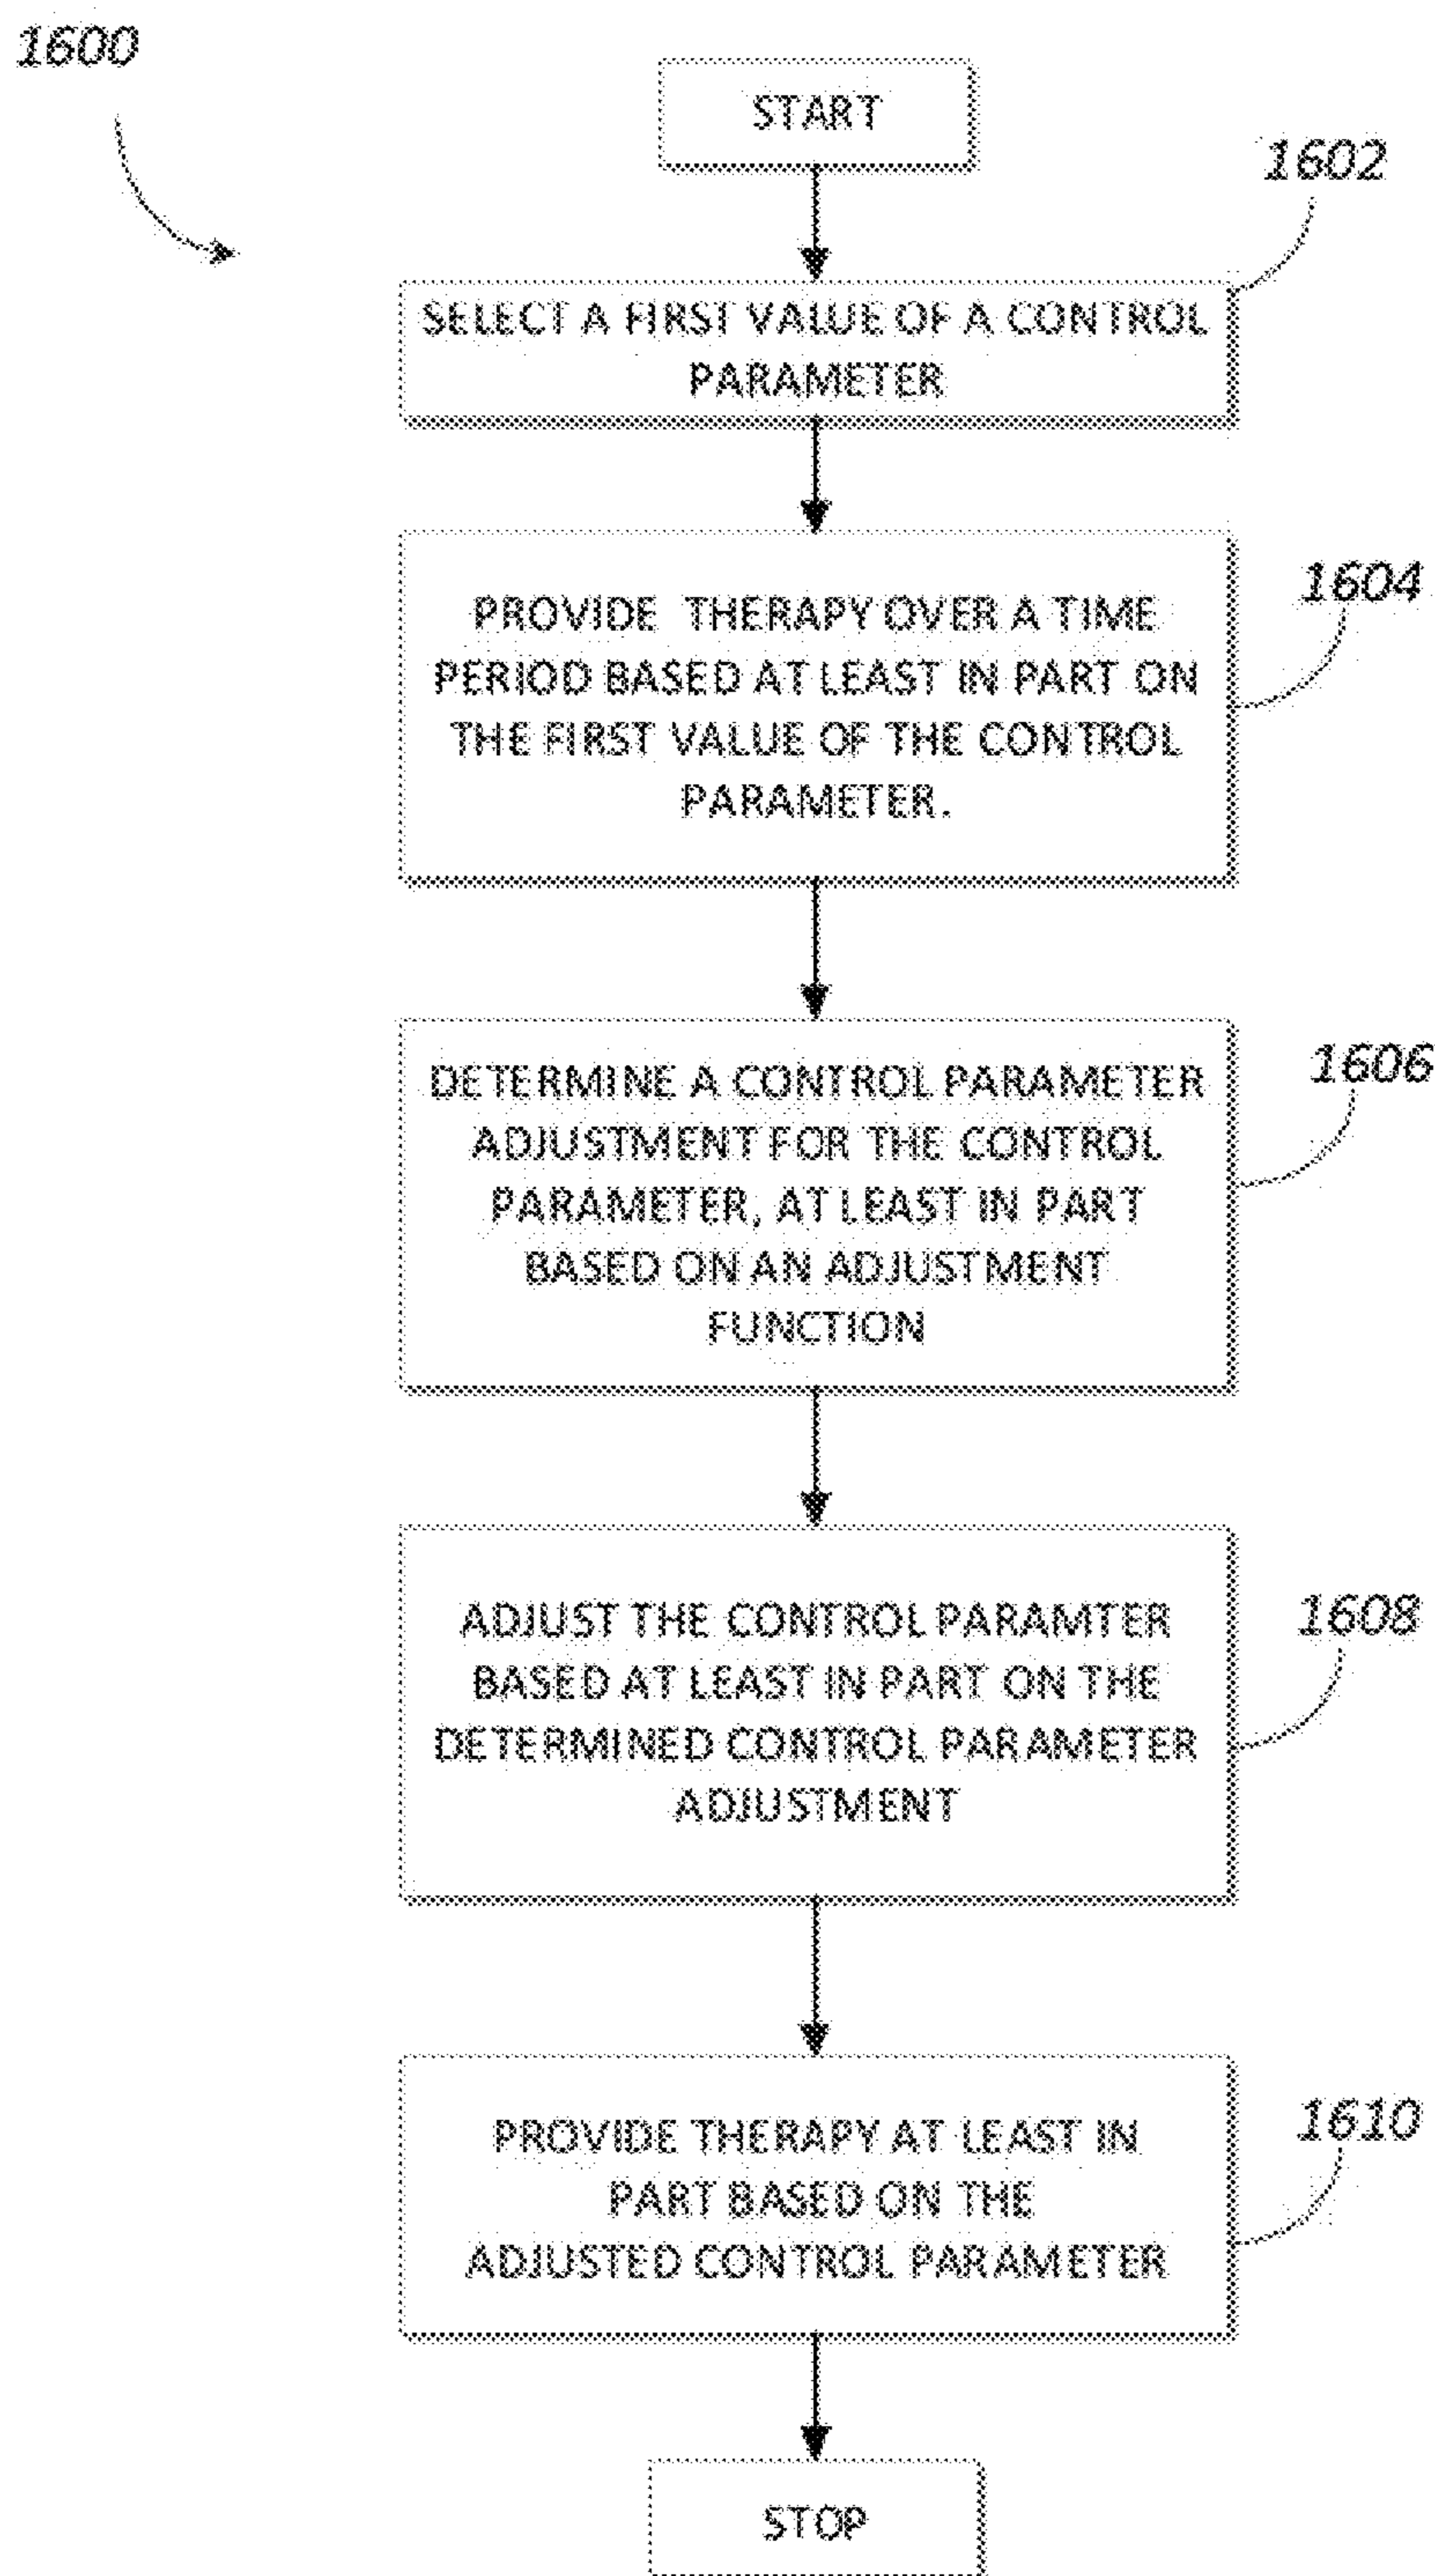 1600
START
1602
SELECT A FIRST VALUE OF A CONTROL
PARAMETER
1604
PROVIDE THERAPY OVER A TIME
PERIOD BASED AT LEAST IN PART ON
THE FIRST VALUE OF THE CONTROL
PARAMETER.
1606
DETERMINE A CONTROL PARAMETER
ADJUSTMENT FOR THE CONTROL
PARAMETER, AT LEAST IN PART
BASED ON AN ADJUSTMENT
FUNCTION
1608
ADJUST THE CONTROL PARAMTER
BASED AT LEAST IN PART ON THE
DETERMINED CONTROL PARAMETER
ADJUSTMENT
1610
PROVIDE THERAPY AT LEAST IN
PART BASED ON THE
ADJUSTED CONTROL PARAMETER
STOP